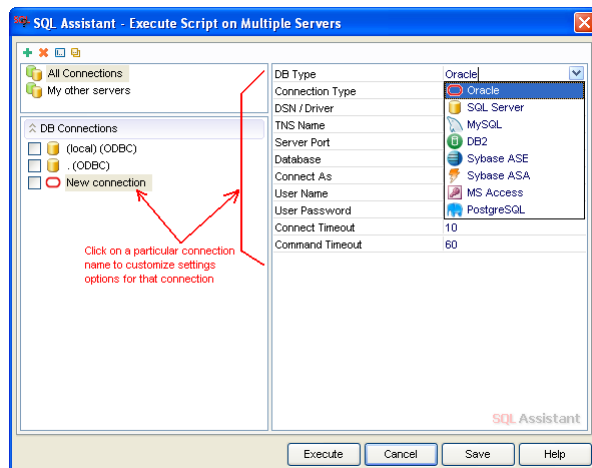 SQL Assistant - Execute Script on Multiple Servers
All Connections
My other servers
DB Connections
(local) (ODBC)
. (ODBC)
New connection
Click on a particular connection
name to customize settings
options for that connection
DB Type Oracle
Connection Type
DSN / Driver
TNS Name
Server Port
Database
Connect As
User Name
User Password
Connect Timeout 10
Command Timeout 60
Oracle
SQL Server
MySQL
DB2
Sybase ASE
Sybase ASA
MS Access
PostgreSQL
SQL Assistant
Execute
Cancel
Save
Help